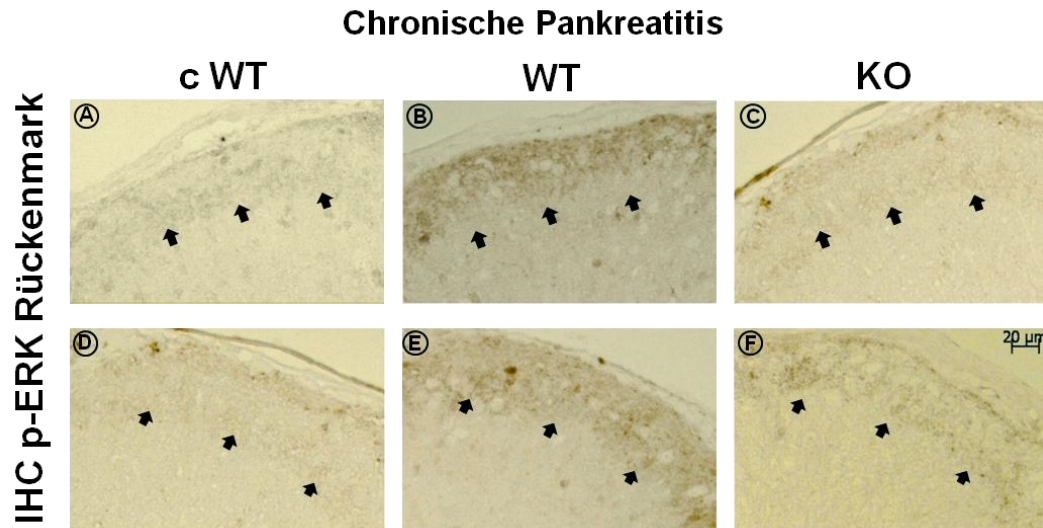 Chronische Pankreatitis
c WT WT KO
IHC p-ERK Rückenmark
A B C
D E F
20 µm